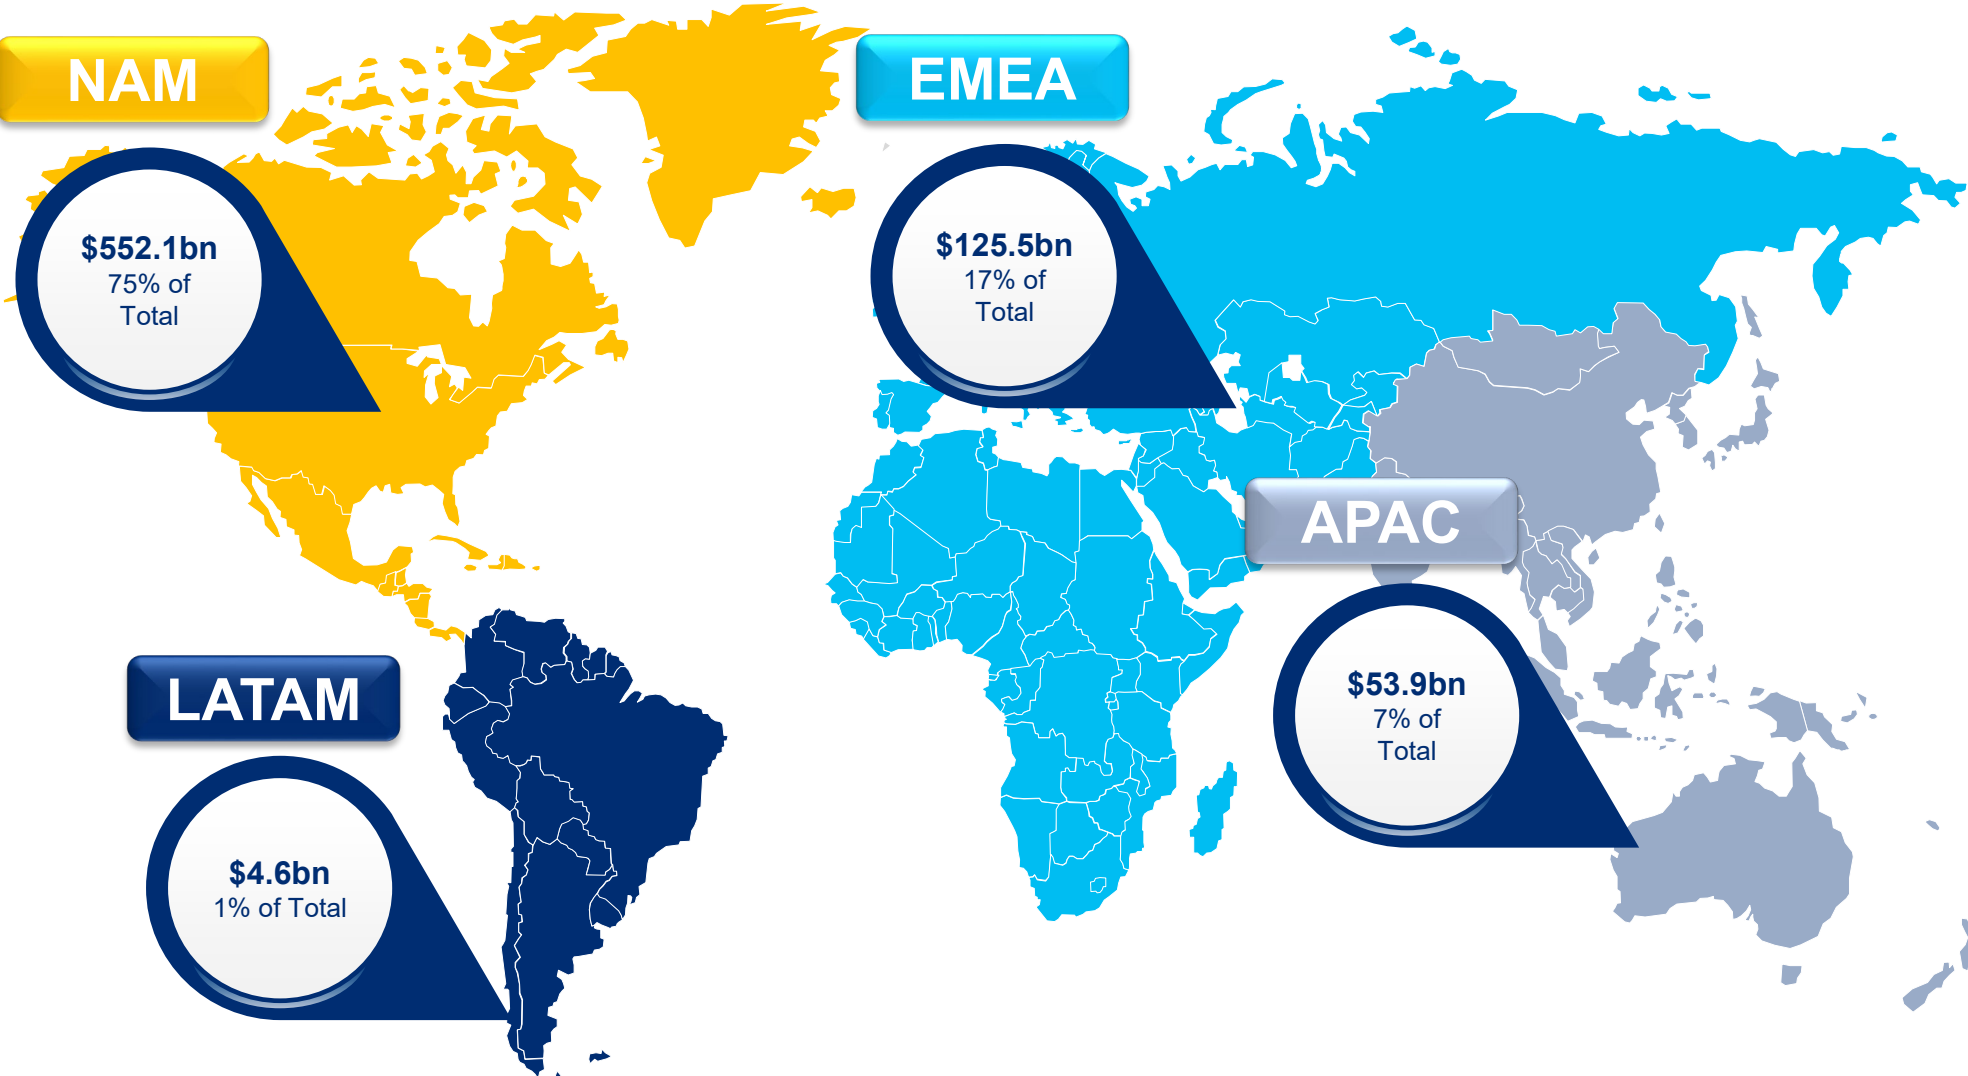 NAM
$552.1bn
75% of
Total
EMEA
$125.5bn
17% of
Total
APAC
$53.9bn
7% of
Total
LATAM
$4.6bn
1% of Total